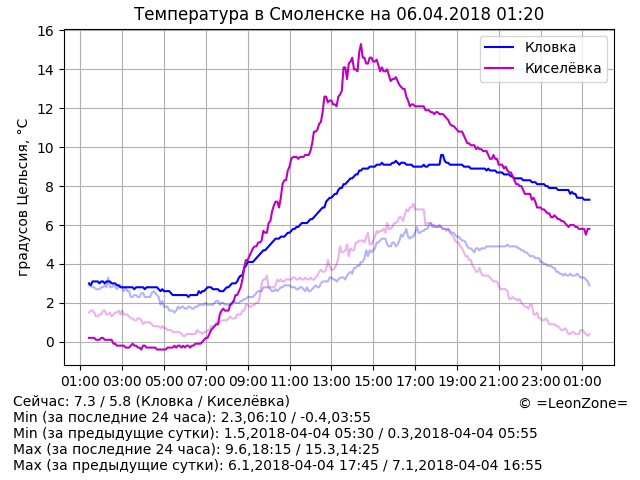 Температура в Смоленске на 06.04.2018 01:20
градусов Цельсия, °C
16
14
12
10
8
6
4
2
0
Кловка
Киселёвка
01:00 03:00 05:00 07:00 09:00 11:00 13:00 15:00 17:00 19:00 21:00 23:00 01:00
Сейчас: 7.3 / 5.8 (Кловка / Киселёвка)
© =LeonZone=
Min (за последние 24 часа): 2.3,06:10 / -0.4,03:55
Min (за предыдущие сутки): 1.5,2018-04-04 05:30 / 0.3,2018-04-04 05:55
Max (за последние 24 часа): 9.6,18:15 / 15.3,14:25
Max (за предыдущие сутки): 6.1,2018-04-04 17:45 / 7.1,2018-04-04 16:55